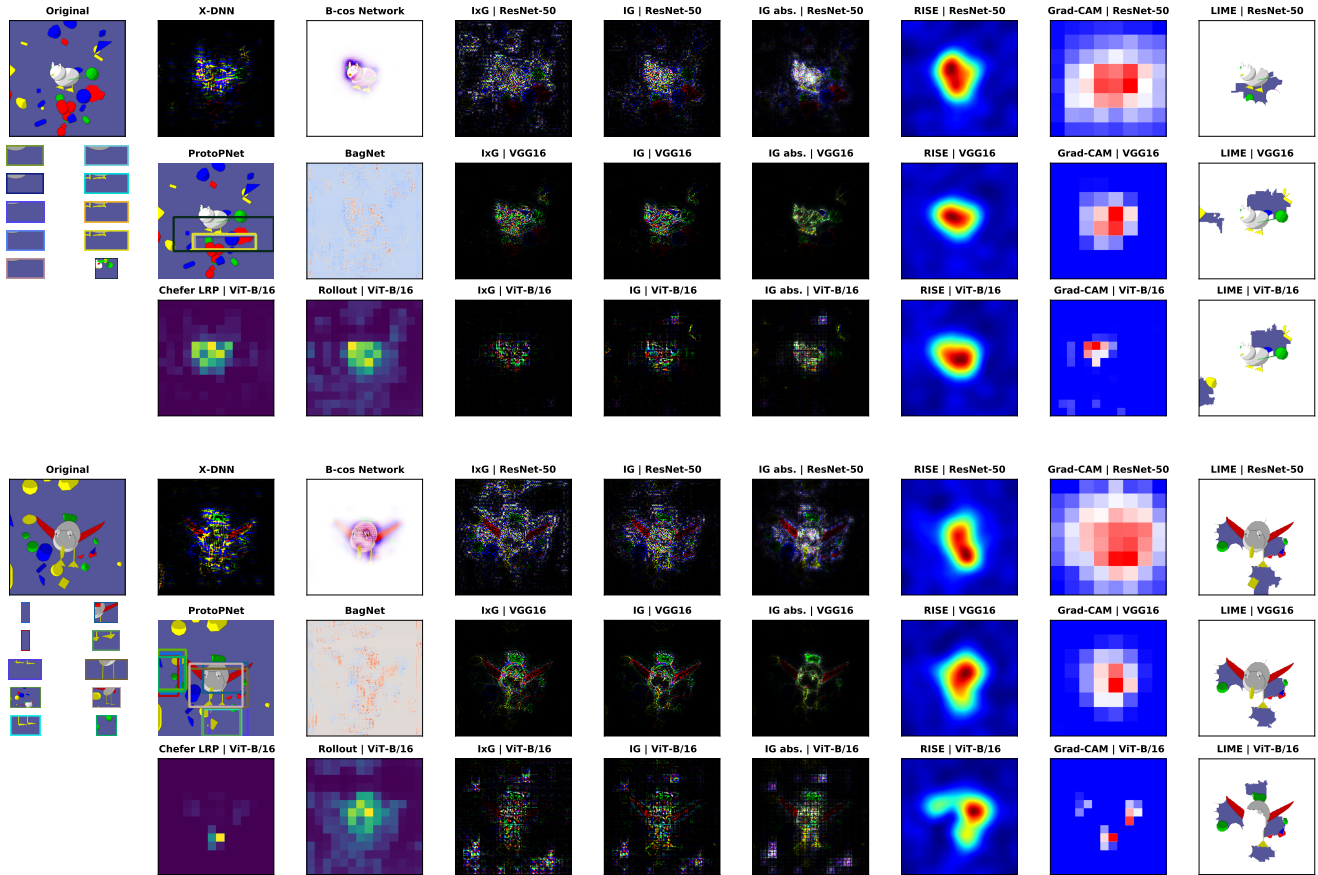 Original X-DNN B-cos Network IxG | ResNet-50 IG | ResNet-50 IG abs. | ResNet-50 RISE | ResNet-50 Grad-CAM | ResNet-50 LIME | ResNet-50
ProtoPNet BagNet IxG | VGG16 IG | VGG16 IG abs. | VGG16 RISE | VGG16 Grad-CAM | VGG16 LIME | VGG16
Chefer LRP | ViT-B/16 Rollout | ViT-B/16 IxG | ViT-B/16 IG | ViT-B/16 IG abs. | ViT-B/16 RISE | ViT-B/16 Grad-CAM | ViT-B/16 LIME | ViT-B/16
Original X-DNN B-cos Network IxG | ResNet-50 IG | ResNet-50 IG abs. | ResNet-50 RISE | ResNet-50 Grad-CAM | ResNet-50 LIME | ResNet-50
ProtoPNet BagNet IxG | VGG16 IG | VGG16 IG abs. | VGG16 RISE | VGG16 Grad-CAM | VGG16 LIME | VGG16
Chefer LRP | ViT-B/16 Rollout | ViT-B/16 IxG | ViT-B/16 IG | ViT-B/16 IG abs. | ViT-B/16 RISE | ViT-B/16 Grad-CAM | ViT-B/16 LIME | ViT-B/16